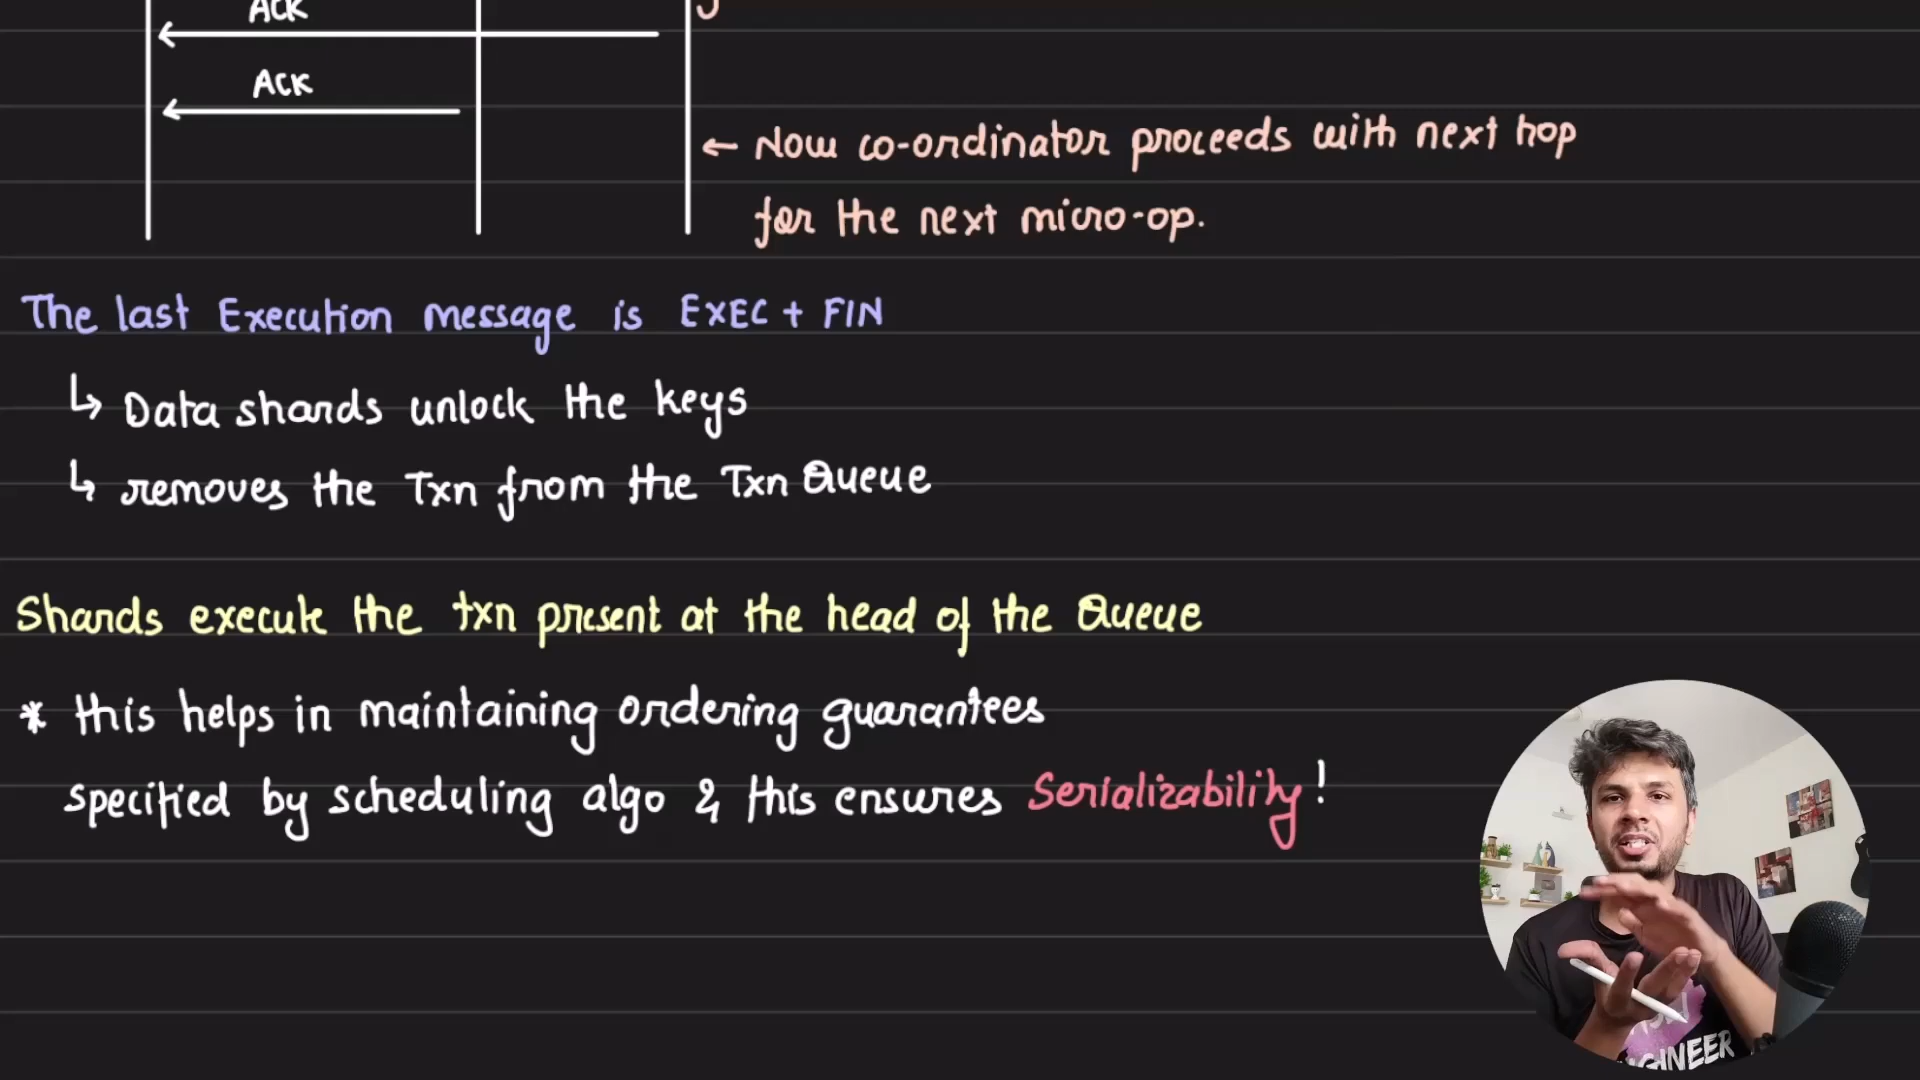 ACK
ACK
← Now co-ordinator proceeds with next hop
for the next micro-op.
The last Execution message is EXEC + FIN
↳ Data shards unlock the keys
↳ removes the Txn from the Txn Queue
Shards execute the txn present at the head of the Queue
* this helps in maintaining ordering guarantees
specified by scheduling algo & this ensures Serializability!